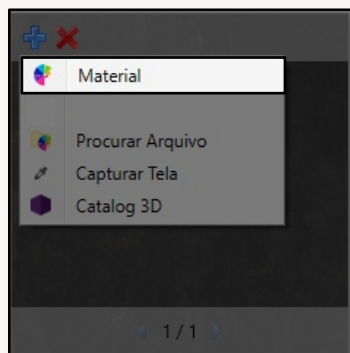 Material
Procurar Arquivo
Capturar Tela
Catalog 3D
1 / 1